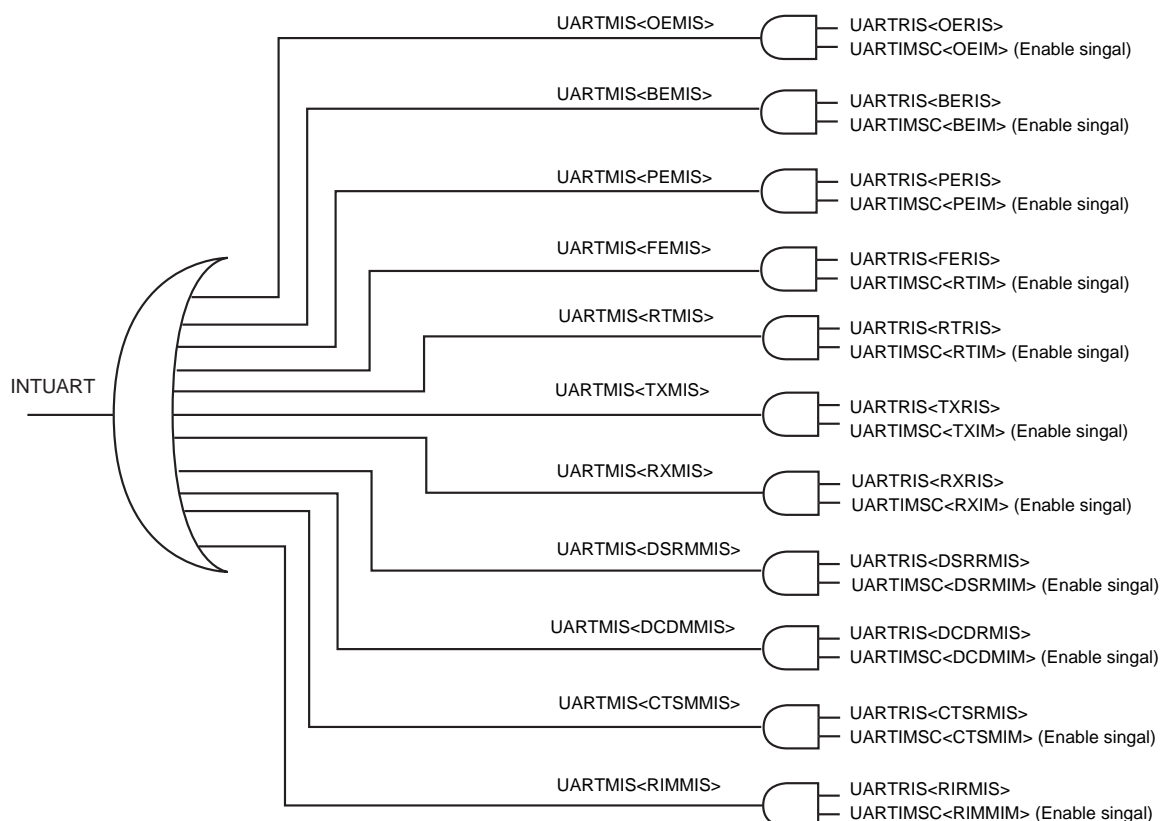 UARTMIS<OEMIS>
UARTRIS<OERIS>
UARTIMSC<OEIM> (Enable singal)
UARTMIS<BEMIS>
UARTRIS<BERIS>
UARTIMSC<BEIM> (Enable singal)
UARTMIS<PEMIS>
UARTRIS<PERIS>
UARTIMSC<PEIM> (Enable singal)
UARTMIS<FEMIS>
UARTRIS<FERIS>
UARTIMSC<RTIM> (Enable singal)
UARTMIS<RTMIS>
UARTRIS<RTRIS>
UARTIMSC<RTIM> (Enable singal)
INTUART
UARTMIS<TXMIS>
UARTRIS<TXRIS>
UARTIMSC<TXIM> (Enable singal)
UARTMIS<RXMIS>
UARTRIS<RXRIS>
UARTIMSC<RXIM> (Enable singal)
UARTMIS<DSRMMIS>
UARTRIS<DSRRMIS>
UARTIMSC<DSRMIM> (Enable singal)
UARTMIS<DCDMMIS>
UARTRIS<DCDRMIS>
UARTIMSC<DCDMIM> (Enable singal)
UARTMIS<CTSMMIS>
UARTRIS<CTSRMIS>
UARTIMSC<CTSMIM> (Enable singal)
UARTMIS<RIMMIS>
UARTRIS<RIRMIS>
UARTIMSC<RIMMIM> (Enable singal)